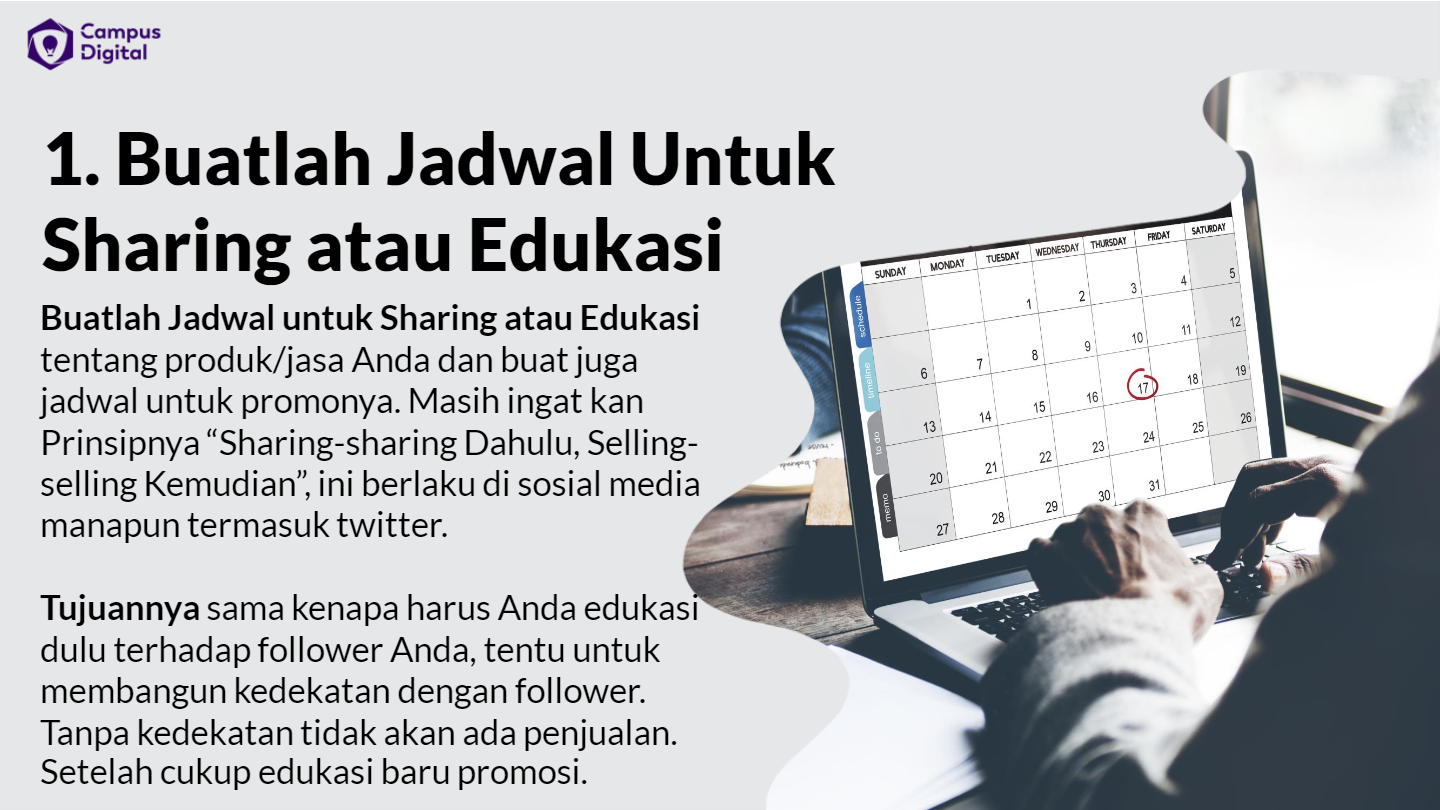 Campus
Digital
1. Buatlah Jadwal Untuk
Sharing atau Edukasi
Buatlah Jadwal untuk Sharing atau Edukasi
tentang produk/jasa Anda dan buat juga
jadwal untuk promonya. Masih ingat kan
Prinsipnya “Sharing-sharing Dahulu, Selling-
selling Kemudian”, ini berlaku di sosial media
manapun termasuk twitter.
Tujuannya sama kenapa harus Anda edukasi
dulu terhadap follower Anda, tentu untuk
membangun kedekatan dengan follower.
Tanpa kedekatan tidak akan ada penjualan.
Setelah cukup edukasi baru promosi.
SUNDAY MONDAY TUESDAY WEDNESDAY THURSDAY FRIDAY SATURDAY
1 2 3 4 5
6 7 8 9 10 11 12
13 14 15 16 17 18 19
20 21 22 23 24 25 26
27 28 29 30 31
schedule
timeline
to do
memo